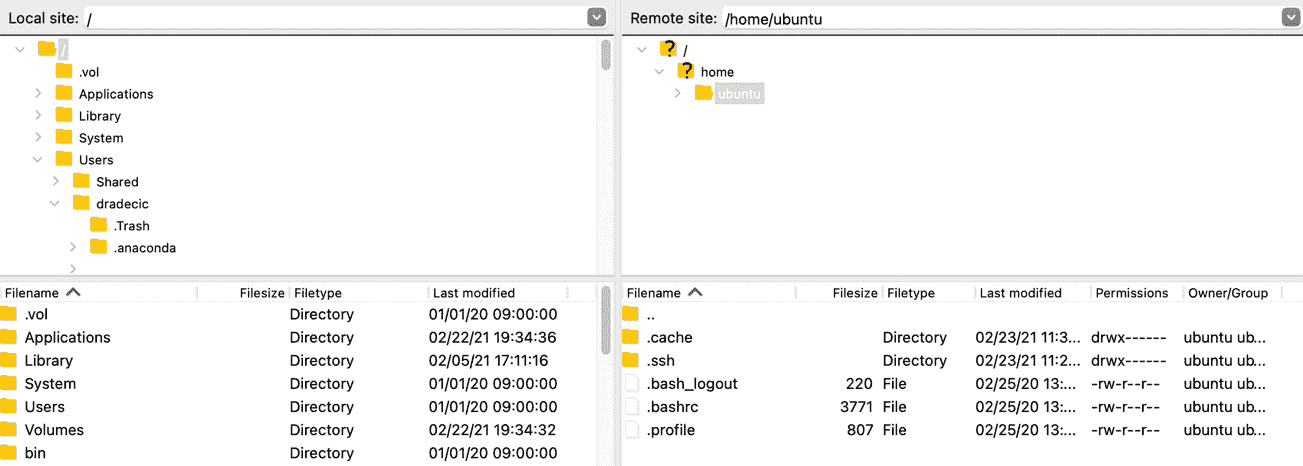 Local site: /
/
.vol
Applications
Library
System
Users
Shared
dradecic
.Trash
.anaconda
Filename Filesize Filetype Last modified
.vol Directory 01/01/20 09:00:00
Applications Directory 02/22/21 19:34:36
Library Directory 02/05/21 17:11:16
System Directory 01/01/20 09:00:00
Users Directory 01/01/20 09:00:00
Volumes Directory 02/22/21 19:34:32
bin Directory 01/01/20 09:00:00
Remote site: /home/ubuntu
? /
? home
ubuntu
Filename Filesize Filetype Last modified Permissions Owner/Group
..
.cache Directory 02/23/21 11:3... drwx------ ubuntu ub...
.ssh Directory 02/23/21 11:2... drwx------ ubuntu ub...
.bash_logout 220 File 02/25/20 13:... -rw-r--r-- ubuntu ub...
.bashrc 3771 File 02/25/20 13:... -rw-r--r-- ubuntu ub...
.profile 807 File 02/25/20 13:... -rw-r--r-- ubuntu ub...